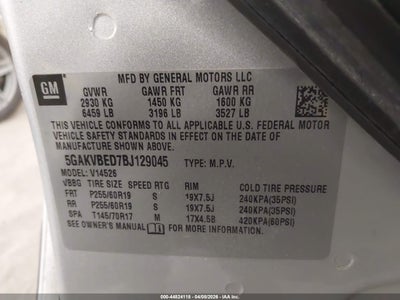 GM
MFD BY GENERAL MOTORS LLC
GVWR GAWR FRT GAWR RR
2930 KG 1450 KG 1600 KG
6459 LB 3196 LB 3527 LB
THIS VEHICLE CONFORMS TO ALL APPLICABLE U.S. FEDERAL MOTOR
VEHICLE SAFETY STANDARDS IN EFFECT ON THE DATE OF
MANUFACTURE SHOWN ABOVE.
5GAKVBED7BJ129045 TYPE: M.P.V.
MODEL: V14526
VBBG TIRE SIZE SPEED RTG RIM COLD TIRE PRESSURE
FRT P255/60R19 S 19X7.5J 240KPA(35PSI)
RR P255/60R19 S 19X7.5J 240KPA(35PSI)
SPA T145/70R17 M 17X4.5B 420KPA(60PSI)
SEE OWNER'S MANUAL FOR MORE INFORMATION.
000-44824118 - 04/09/2026 -